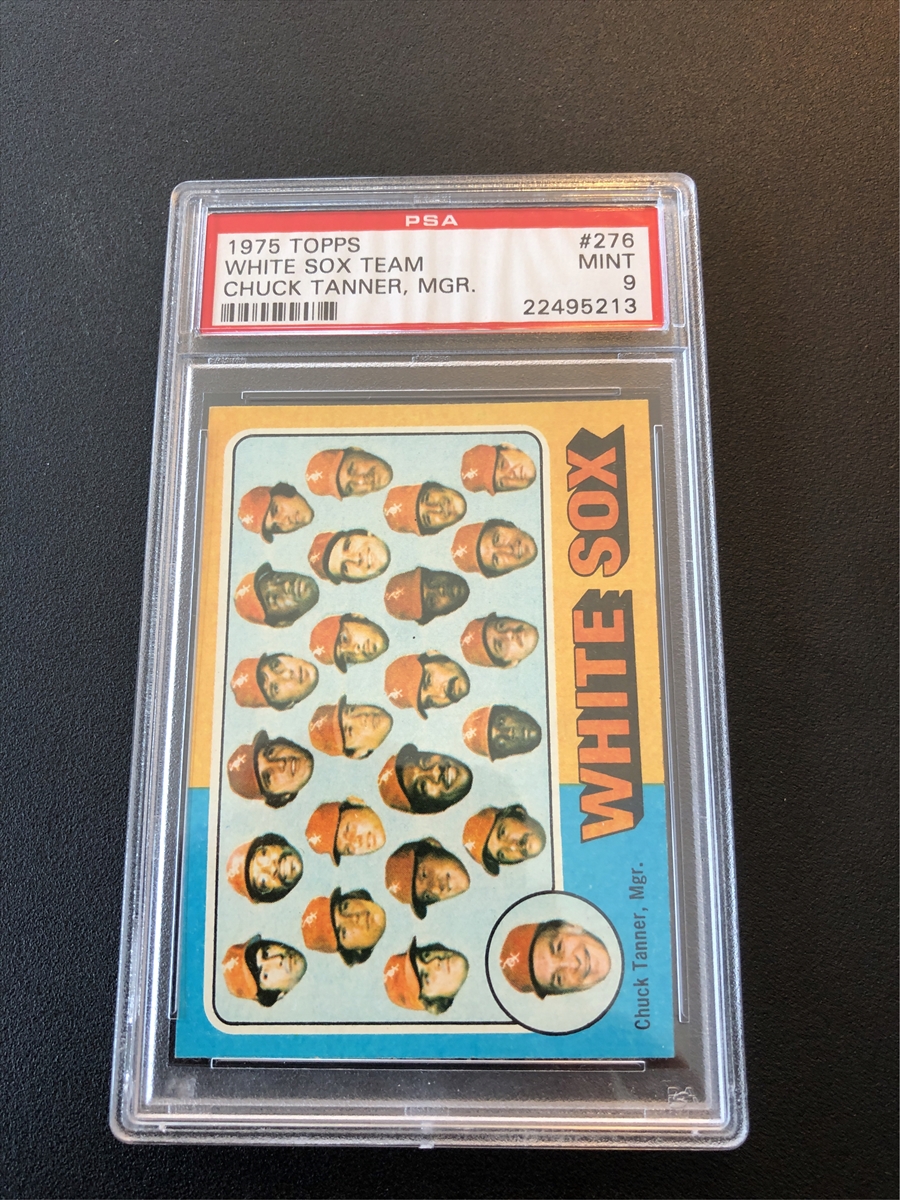 PSA
1975 TOPPS #276
WHITE SOX TEAM MINT
CHUCK TANNER, MGR. 9
22495213
WHITE SOX
Chuck Tanner, Mgr.